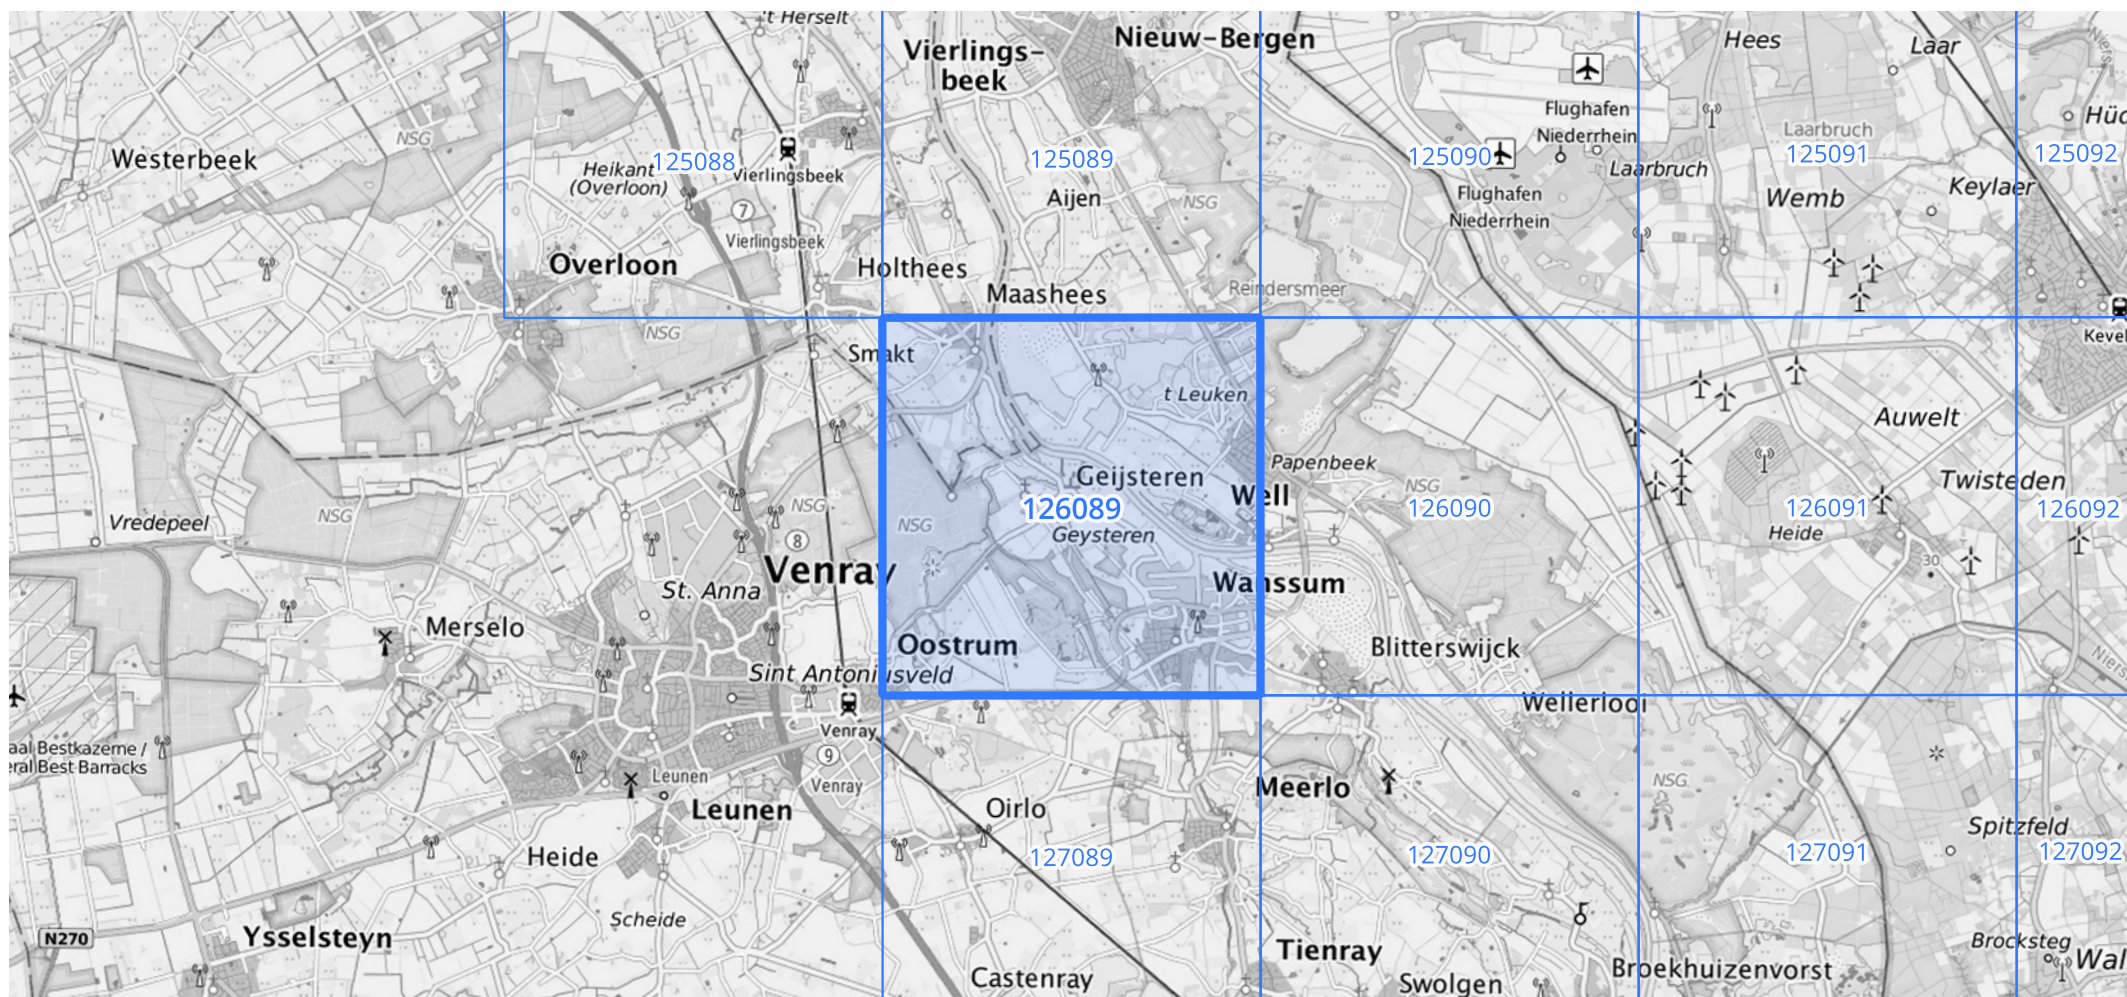 't Herselt
Vierlings-
beek
Nieuw-Bergen
Hees
Laar
Niers
NSG
Westerbeek
Heikant
(Overloon)
125088
Vierlingsbeek
7
Vierlingsbeek
Overloon
125089
Aijen
NSG
Holthees
Maashees
Reindersmeer
Flughafen
Niederrhein
125090
Flughafen
Niederrhein
Laarbruch
Laarbruch
125091
Wemb
Keylaer
125092
Hüd
Kevel
NSG
Smakt
t Leuken
Geijsteren
126089
Geysteren
NSG
Papenbeek
Well
NSG
126090
Wanssum
Auwelt
Twisteden
126091
126092
Heide
30
Vredepeel
NSG
NSG
8
Venray
St. Anna
Merselo
Oostrum
Sint Antoniusveld
Blitterswijck
Wellerlooi
Nier
Venray
9
Venray
aal Bestkazerne /
eral Best Barracks
Leunen
Leunen
Meerlo
NSG
Oirlo
Spitzfeld
Heide
127089
127090
127091
127092
Scheide
N270
Ysselsteyn
Castenray
Tienray
Swolgen
Broekhuizenvorst
Brocksteg
Wal